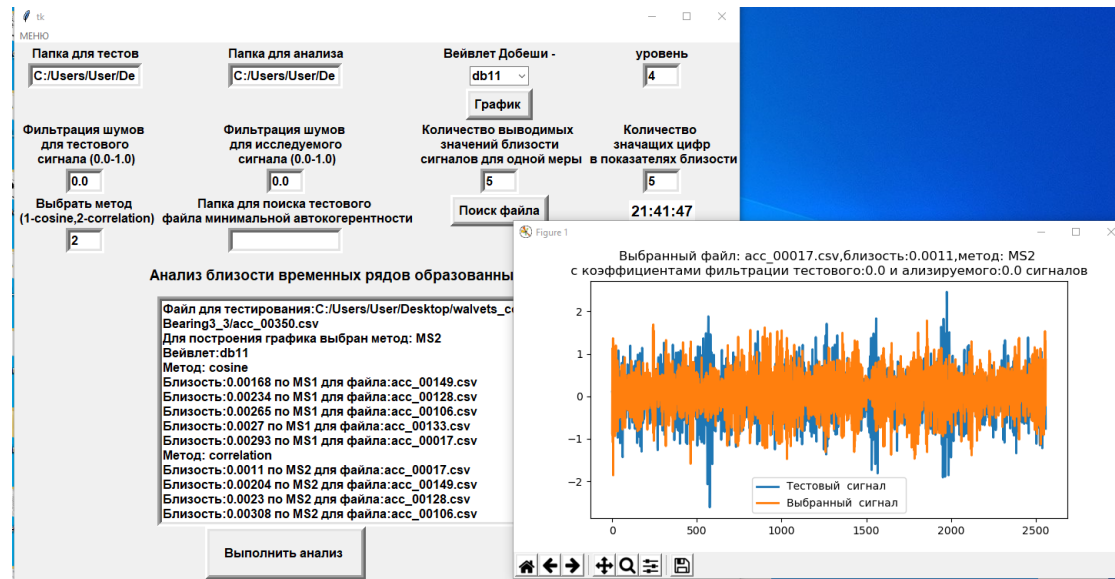 tk
МЕНЮ
Папка для тестов
Папка для анализа
Вейвлет Добеши -
уровень
C:/Users/User/De
C:/Users/User/De
db11
4
График
Фильтрация шумов
для тестового
сигнала (0.0-1.0)
Фильтрация шумов
для исследуемого
сигнала (0.0-1.0)
Количество выводимых
значений близости
сигналов для одной меры
Количество
значащих цифр
в показателях близости
0.0
0.0
5
5
Выбрать метод
(1-cosine,2-correlation)
Папка для поиска тестового
файла минимальной автокогерентности
Поиск файла
21:41:47
2
Анализ близости временных рядов образованны
Файл для тестирования:C:/Users/User/Desktop/walvets_c
Bearing3_3/acc_00350.csv
Для построения графика выбран метод: MS2
Вейвлет:db11
Метод: cosine
Близость:0.00168 по MS1 для файла:acc_00149.csv
Близость:0.00234 по MS1 для файла:acc_00128.csv
Близость:0.00265 по MS1 для файла:acc_00106.csv
Близость:0.0027 по MS1 для файла:acc_00133.csv
Близость:0.00293 по MS1 для файла:acc_00017.csv
Метод: correlation
Близость:0.0011 по MS2 для файла:acc_00017.csv
Близость:0.00204 по MS2 для файла:acc_00149.csv
Близость:0.0023 по MS2 для файла:acc_00128.csv
Близость:0.00308 по MS2 для файла:acc_00106.csv
Выполнить анализ
Figure 1
Выбранный файл: acc_00017.csv,близость:0.0011,метод: MS2
с коэффициентами фильтрации тестового:0.0 и ализируемого:0.0 сигналов
2
1
0
−1
−2
Тестовый сигнал
Выбранный сигнал
0
500
1000
1500
2000
2500